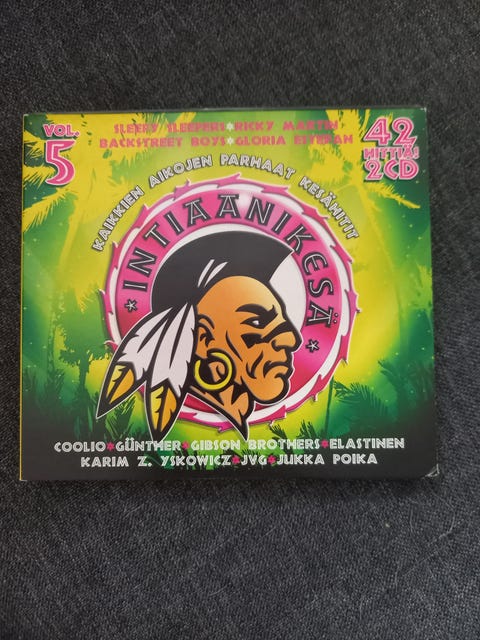 VOL. 5
SLEEPY SLEEPERS*RICKY MARTIN
BACKSTREET BOYS*GLORIA ESTEFAN
42 HITTIÄ! 2CD
KAIKKIEN AIKOJEN PARHAAT KESÄHITIT
*INTIAANIKESÄ*
COOLIO*GÜNTHER*GIBSON BROTHERS*ELASTINEN
KARIM Z. YSKOWICZ*JVG*JUKKA POIKA